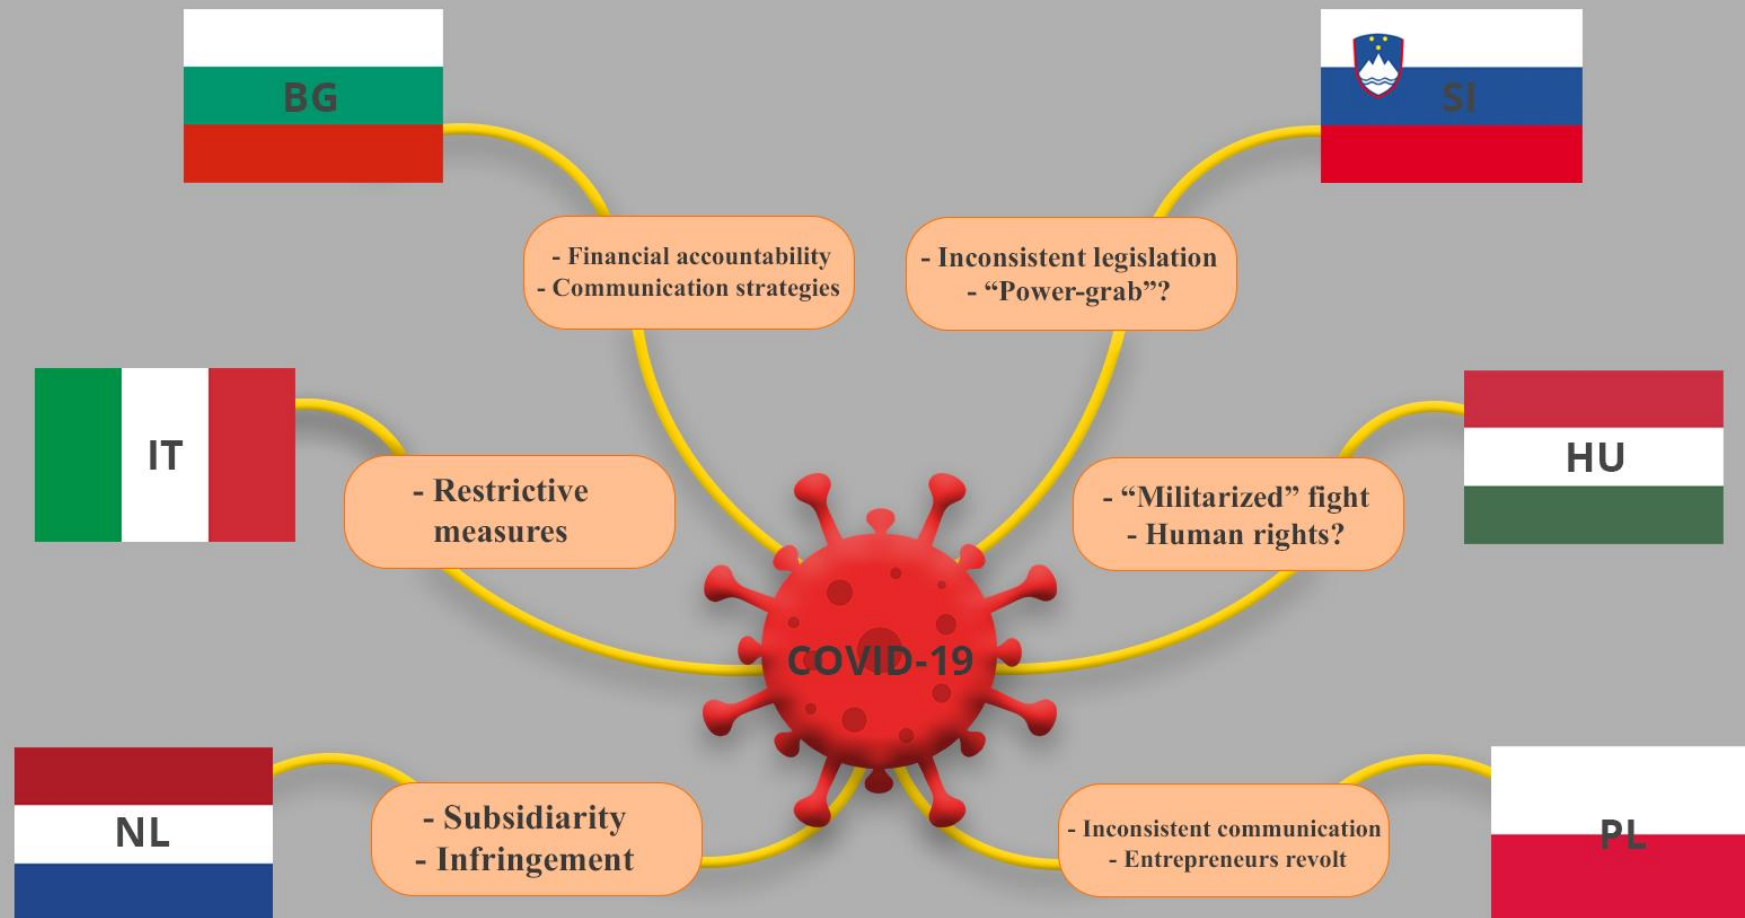 BG
SI
- Financial accountability
- Communication strategies
- Inconsistent legislation
- “Power-grab”?
IT
HU
- Restrictive
measures
- “Militarized” fight
- Human rights?
COVID-19
NL
PL
- Subsidiarity
- Infringement
- Inconsistent communication
- Entrepreneurs revolt